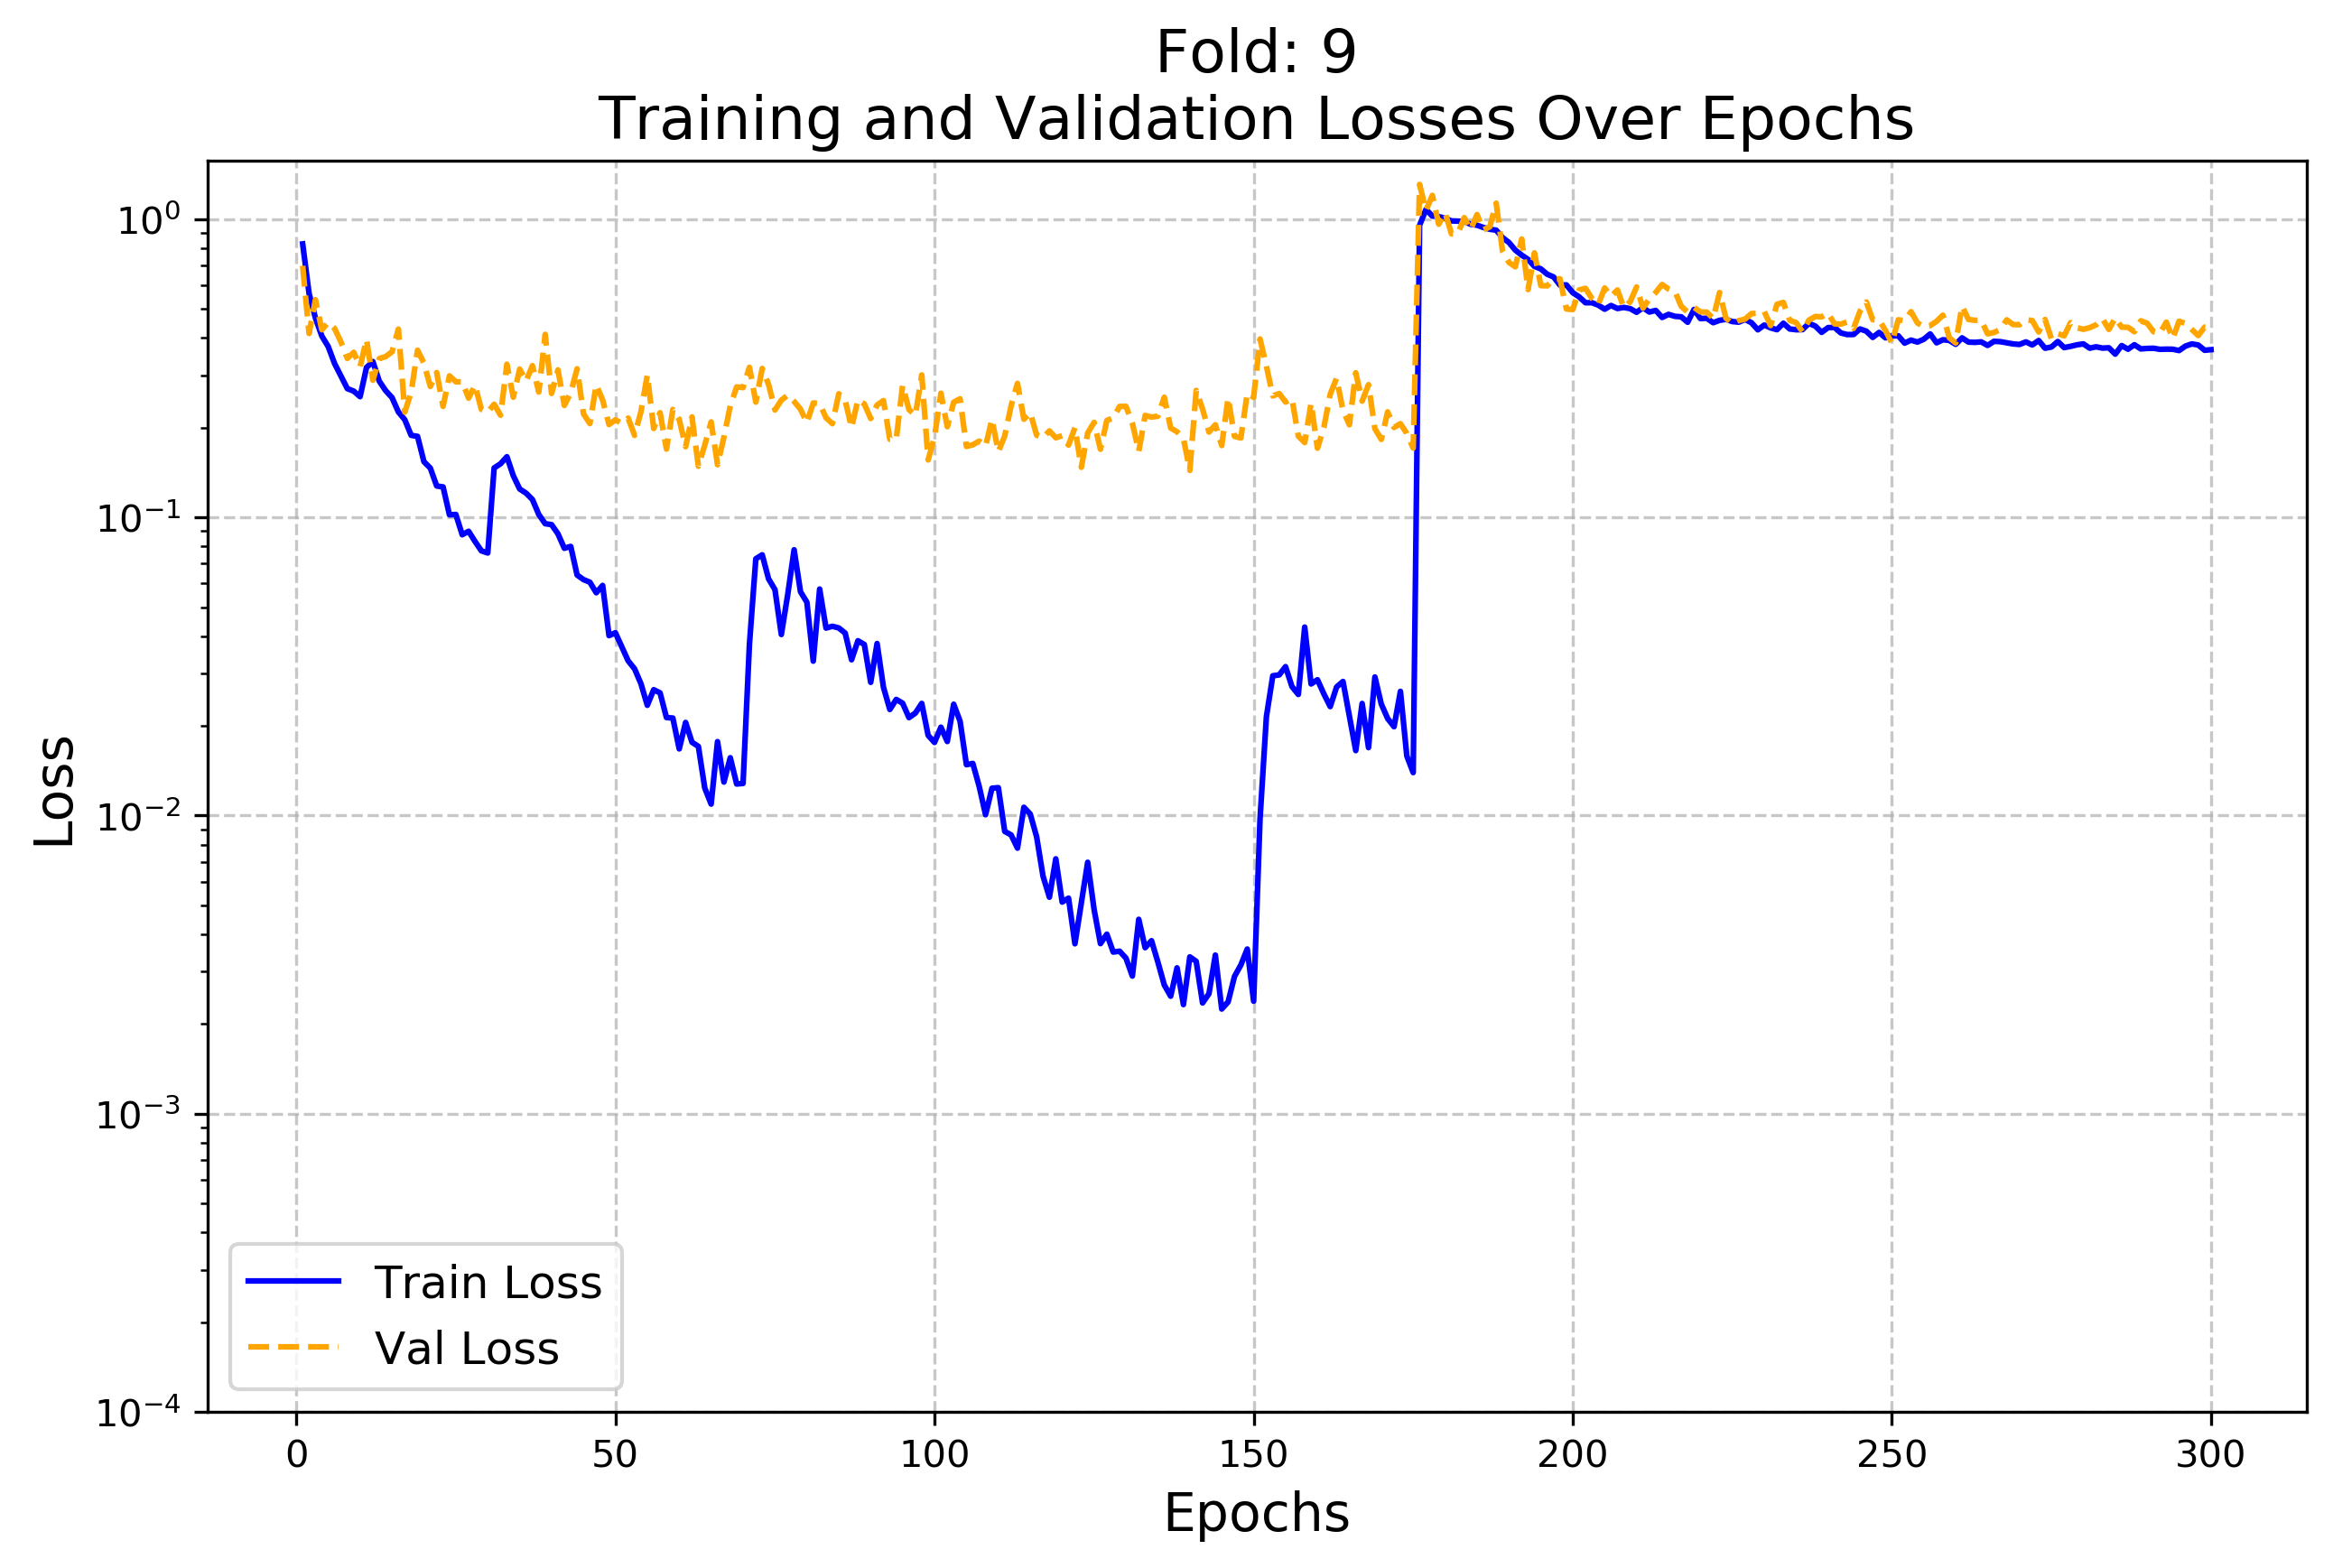 Fold: 9
Training and Validation Losses Over Epochs
Loss
10⁰
10⁻¹
10⁻²
10⁻³
10⁻⁴
Train Loss
Val Loss
0 50 100 150 200 250 300
Epochs